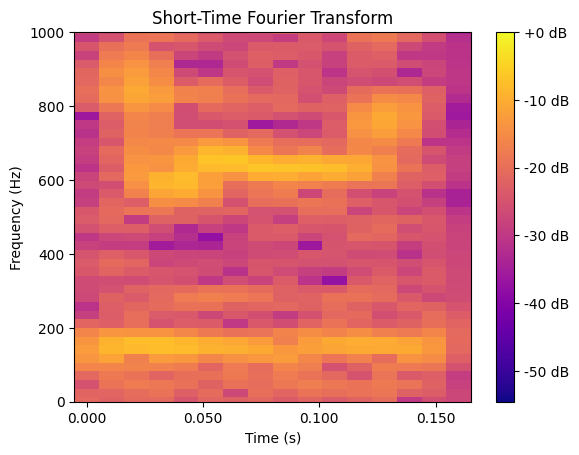 Short-Time Fourier Transform
1000
800
600
400
200
0
Frequency (Hz)
0.000
0.050
0.100
0.150
Time (s)
+0 dB
-10 dB
-20 dB
-30 dB
-40 dB
-50 dB